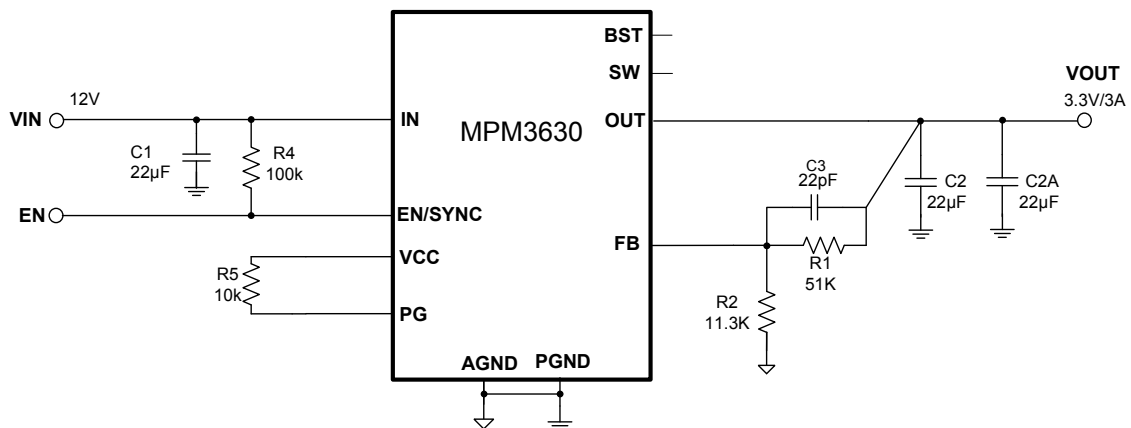 BST
SW
VOUT
3.3V/3A
12V
VIN
IN
MPM3630
OUT
C1
22µF
R4
100k
C3
22pF
C2
22µF
C2A
22µF
EN
EN/SYNC
FB
VCC
R1
51K
R5
10k
R2
11.3K
PG
AGND
PGND